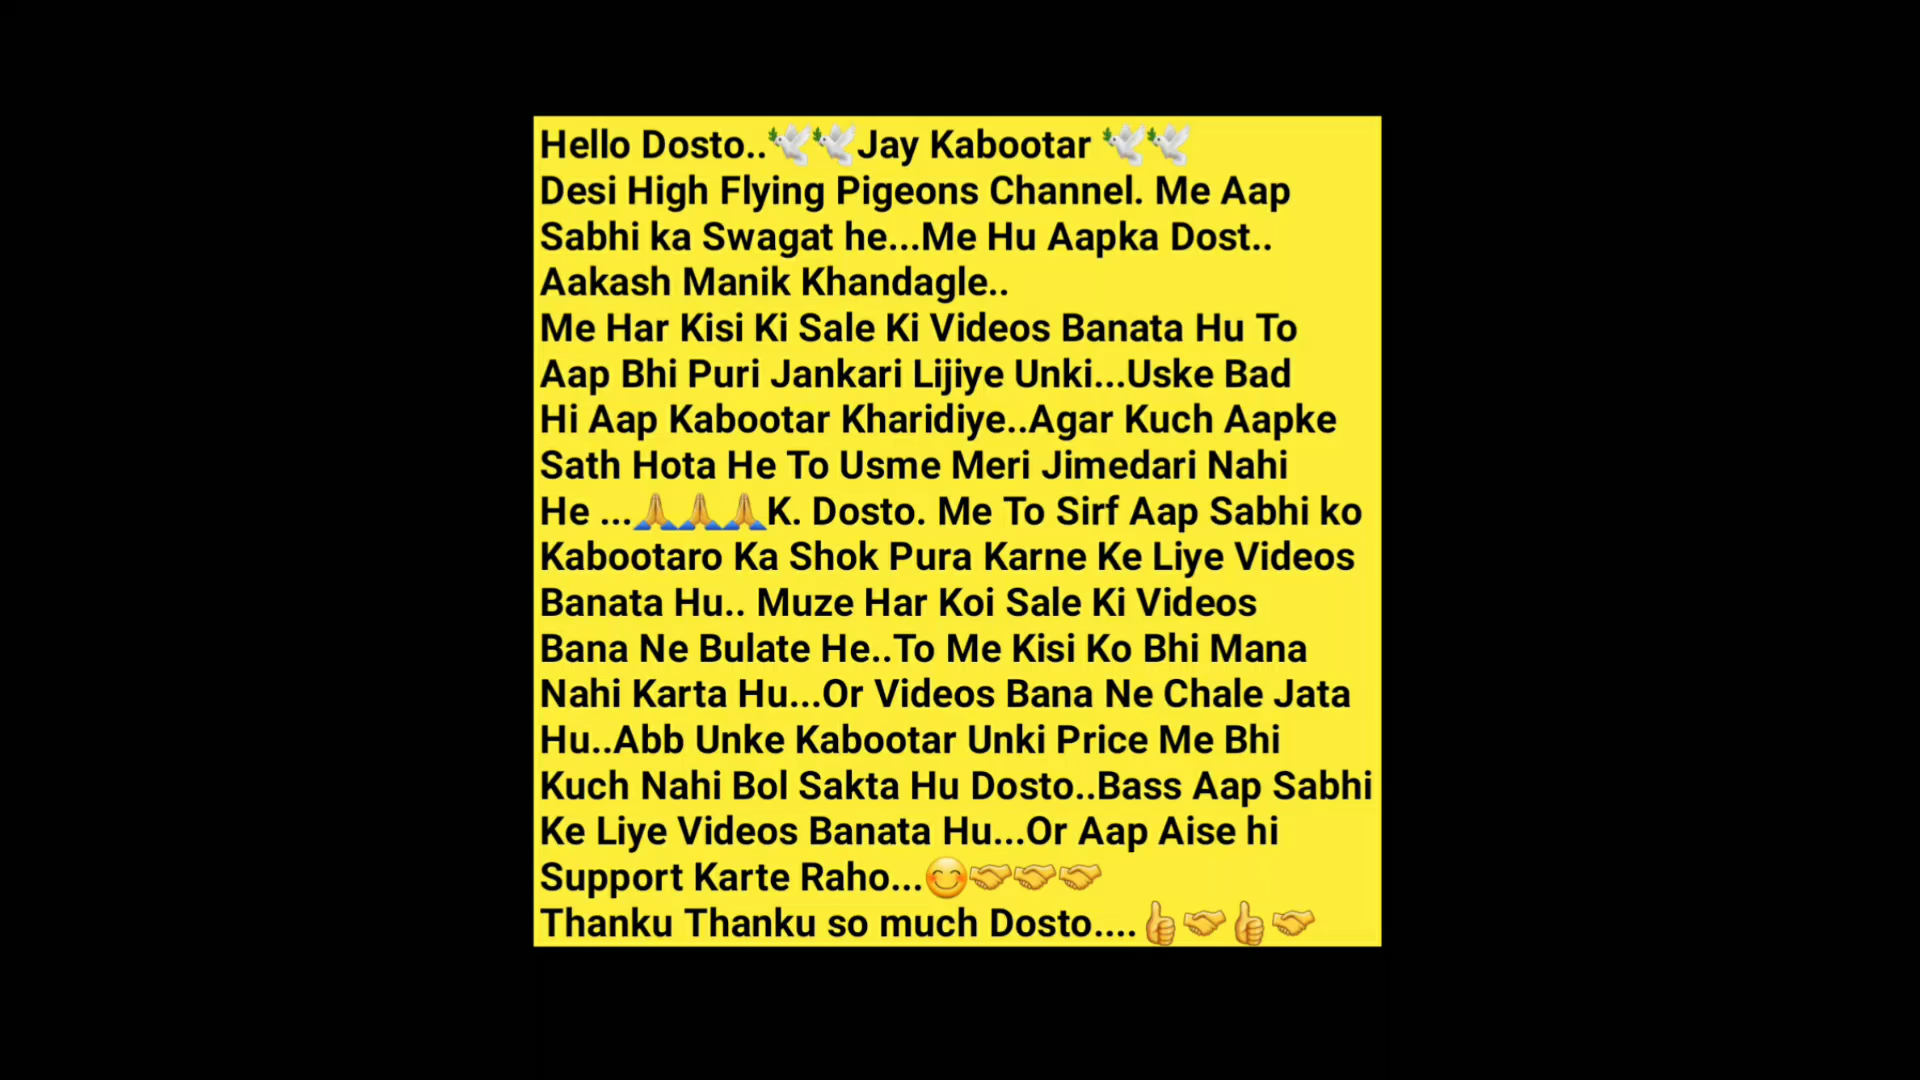 Hello Dosto..🕊️🕊️Jay Kabootar 🕊️🕊️
Desi High Flying Pigeons Channel. Me Aap
Sabhi ka Swagat he...Me Hu Aapka Dost..
Aakash Manik Khandagle..
Me Har Kisi Ki Sale Ki Videos Banata Hu To
Aap Bhi Puri Jankari Lijiye Unki...Uske Bad
Hi Aap Kabootar Kharidiye..Agar Kuch Aapke
Sath Hota He To Usme Meri Jimedari Nahi
He ...🙏🙏🙏K. Dosto. Me To Sirf Aap Sabhi ko
Kabootaro Ka Shok Pura Karne Ke Liye Videos
Banata Hu.. Muze Har Koi Sale Ki Videos
Bana Ne Bulate He..To Me Kisi Ko Bhi Mana
Nahi Karta Hu...Or Videos Bana Ne Chale Jata
Hu..Abb Unke Kabootar Unki Price Me Bhi
Kuch Nahi Bol Sakta Hu Dosto..Bass Aap Sabhi
Ke Liye Videos Banata Hu...Or Aap Aise hi
Support Karte Raho...😊🤝🤝🤝
Thanku Thanku so much Dosto....👍🤝👍🤝